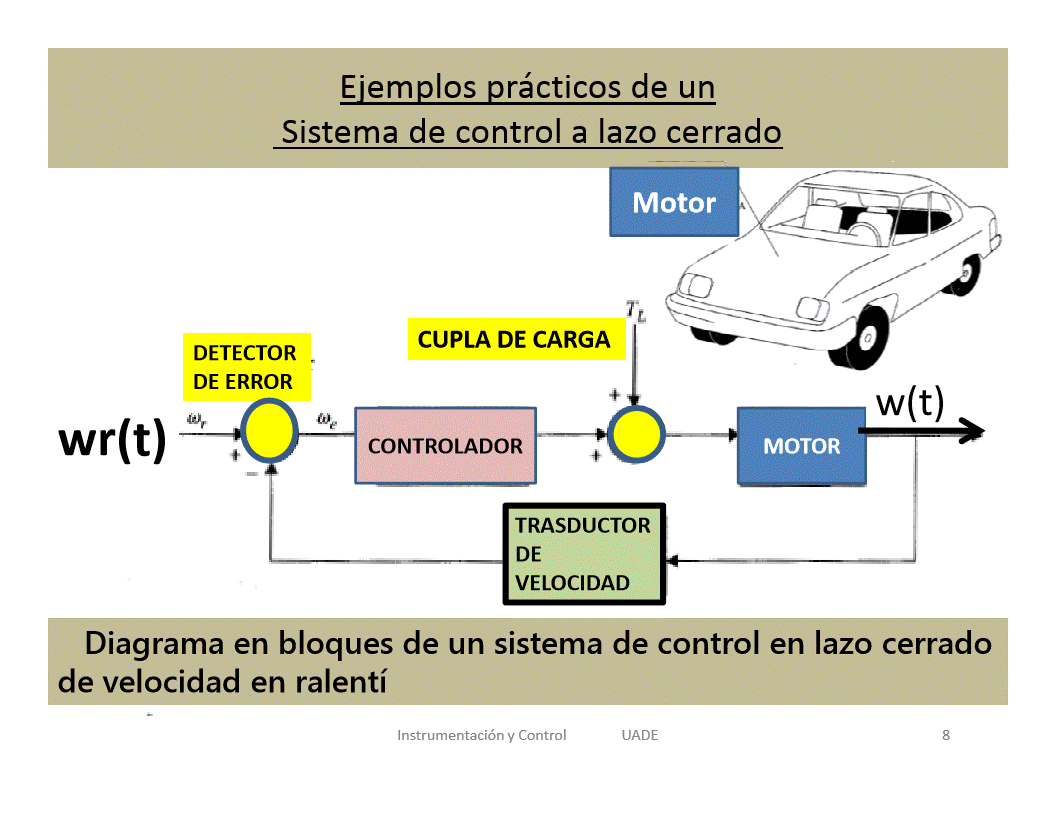 Ejemplos prácticos de un
Sistema de control a lazo cerrado
Motor
A
T_L
CUPLA DE CARGA
DETECTOR
DE ERROR
w(t)
wr(t)
ω_r
ω_e
+
+
+
−
CONTROLADOR
MOTOR
TRASDUCTOR
DE
VELOCIDAD
Diagrama en bloques de un sistema de control en lazo cerrado
de velocidad en ralentí
Instrumentación y Control UADE 8